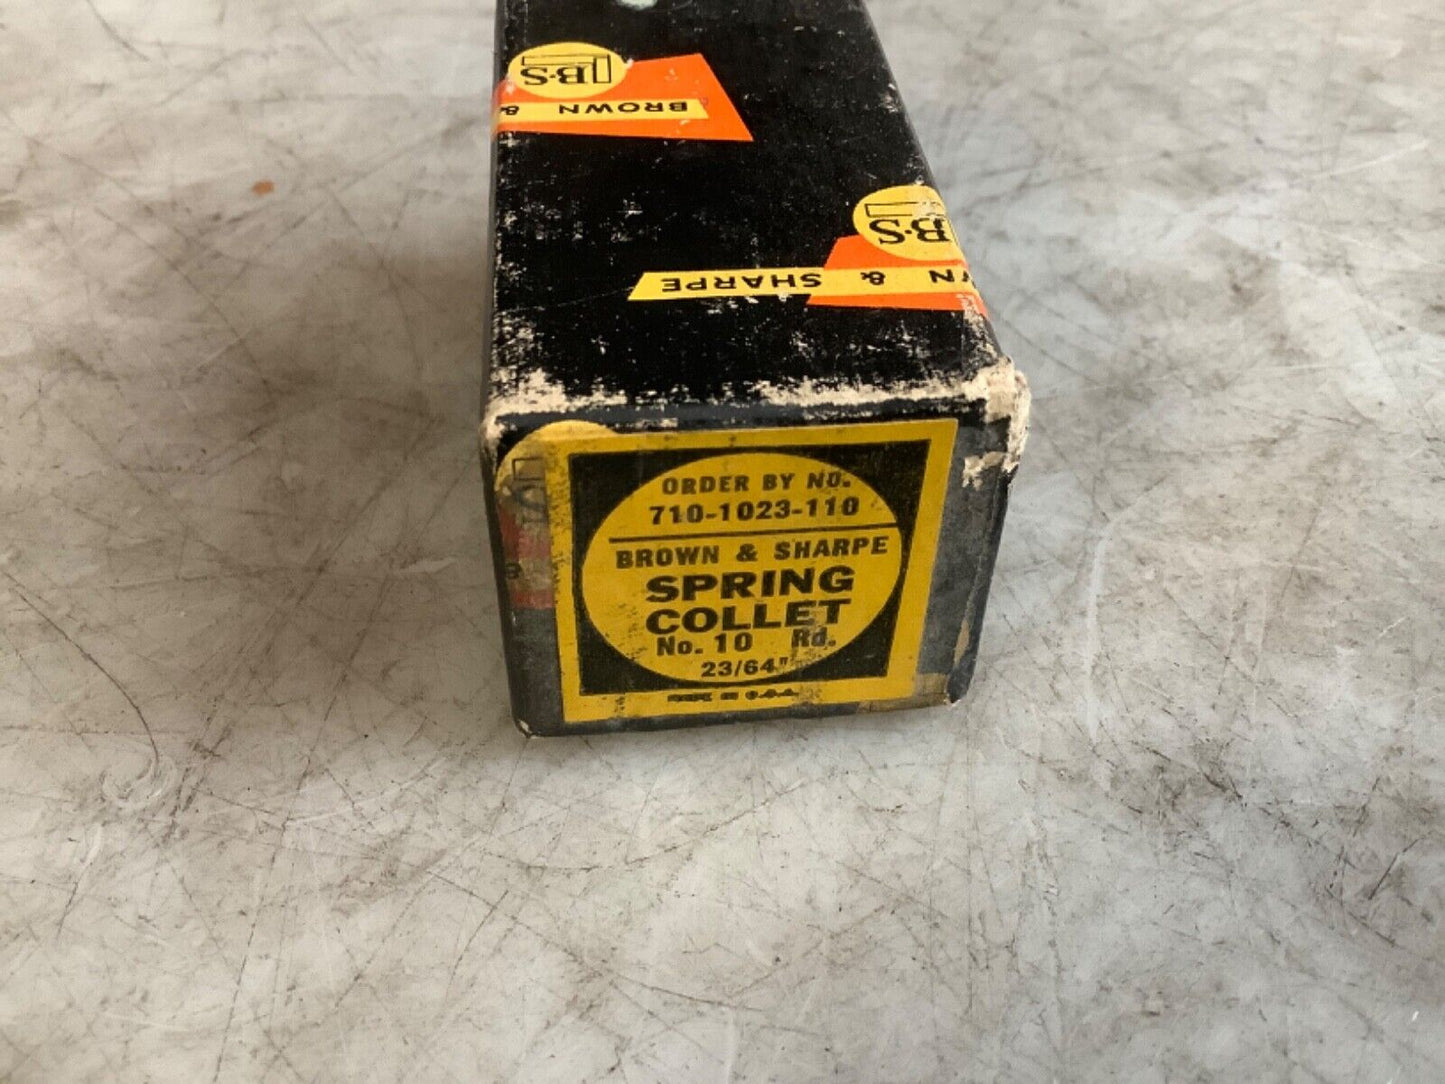 B·S
BROWN &
B·S
WN & SHARPE
ORDER BY NO.
710-1023-110
BROWN & SHARPE
SPRING
COLLET
No. 10 Rd.
23/64"